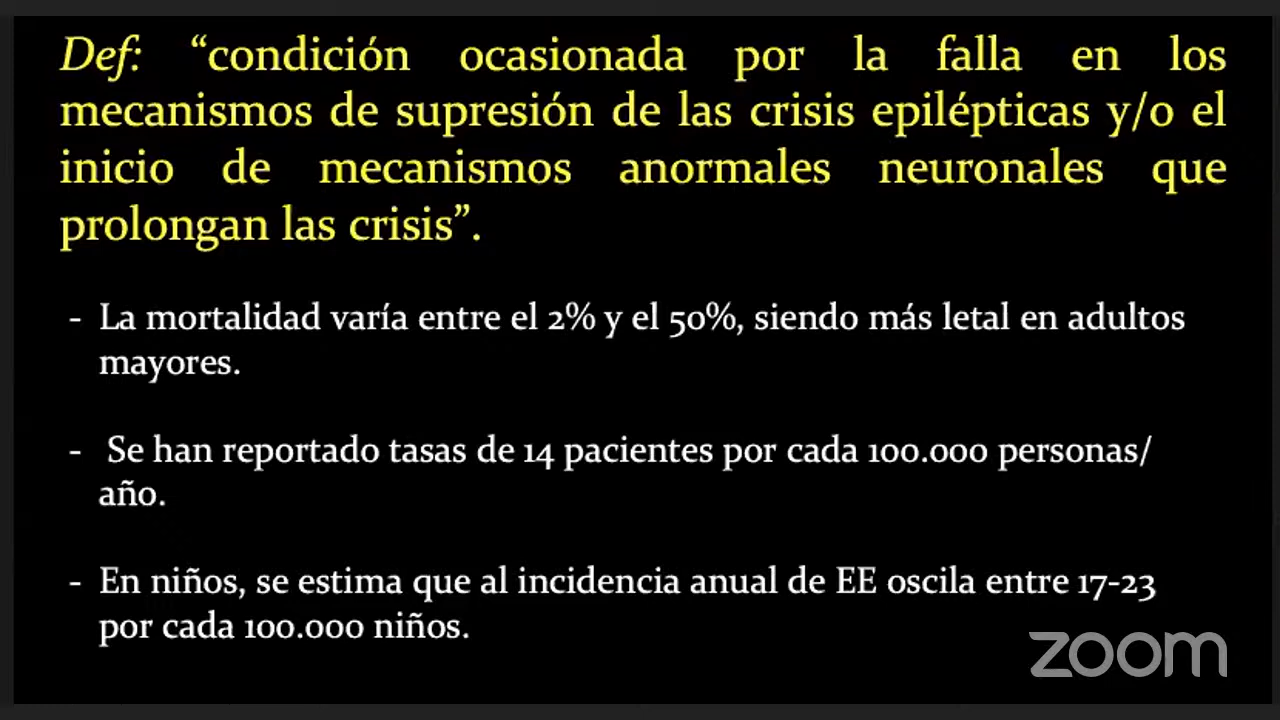 Def: “condición ocasionada por la falla en los
mecanismos de supresión de las crisis epilépticas y/o el
inicio de mecanismos anormales neuronales que
prolongan las crisis”.
- La mortalidad varía entre el 2% y el 50%, siendo más letal en adultos
mayores.
- Se han reportado tasas de 14 pacientes por cada 100.000 personas/
año.
- En niños, se estima que al incidencia anual de EE oscila entre 17-23
por cada 100.000 niños.
zoom